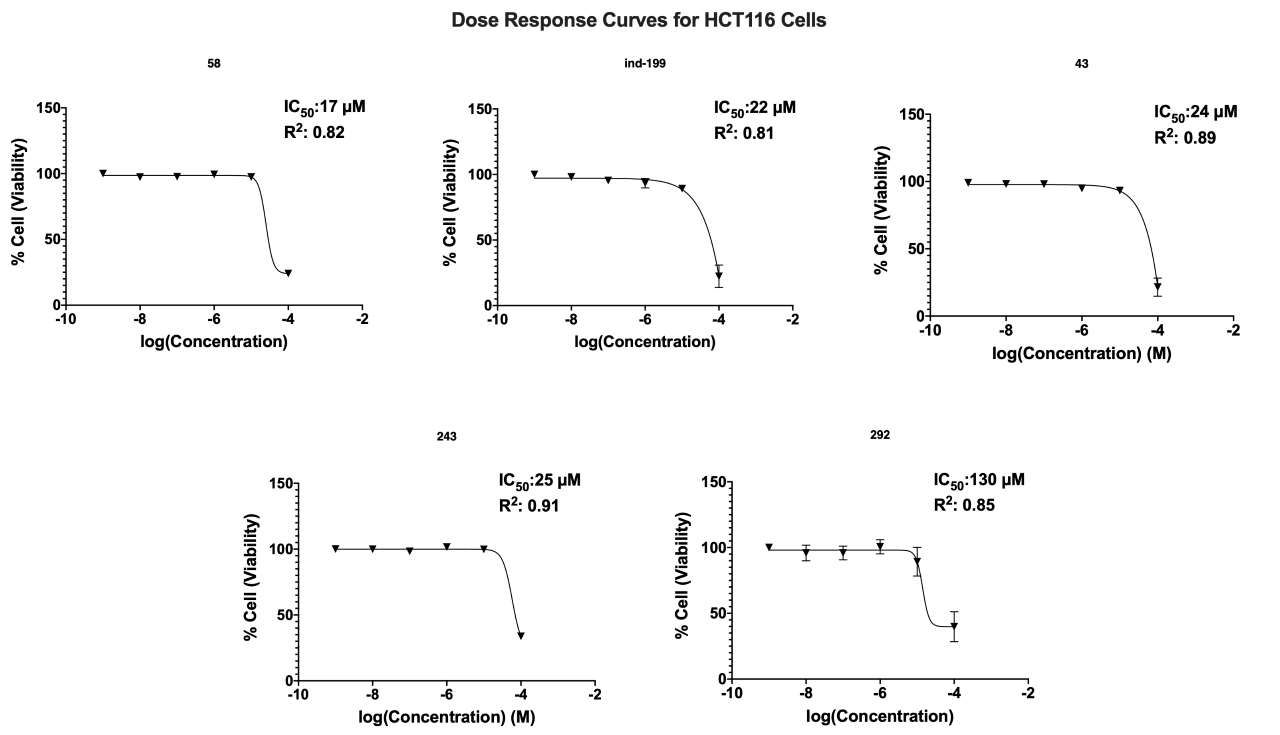 Dose Response Curves for HCT116 Cells
58
IC50:17 µM
R2: 0.82
150
100
50
0
-10
-8
-6
-4
-2
% Cell (Viability)
log(Concentration)
ind-199
IC50:22 µM
R2: 0.81
150
100
50
0
-10
-8
-6
-4
-2
% Cell (Viability)
log(Concentration)
43
IC50:24 µM
R2: 0.89
150
100
50
0
-10
-8
-6
-4
-2
% Cell (Viability)
log(Concentration) (M)
243
IC50:25 µM
R2: 0.91
150
100
50
0
-10
-8
-6
-4
-2
% Cell (Viability)
log(Concentration) (M)
292
IC50:130 µM
R2: 0.85
150
100
50
0
-10
-8
-6
-4
-2
% Cell (Viability)
log(Concentration)